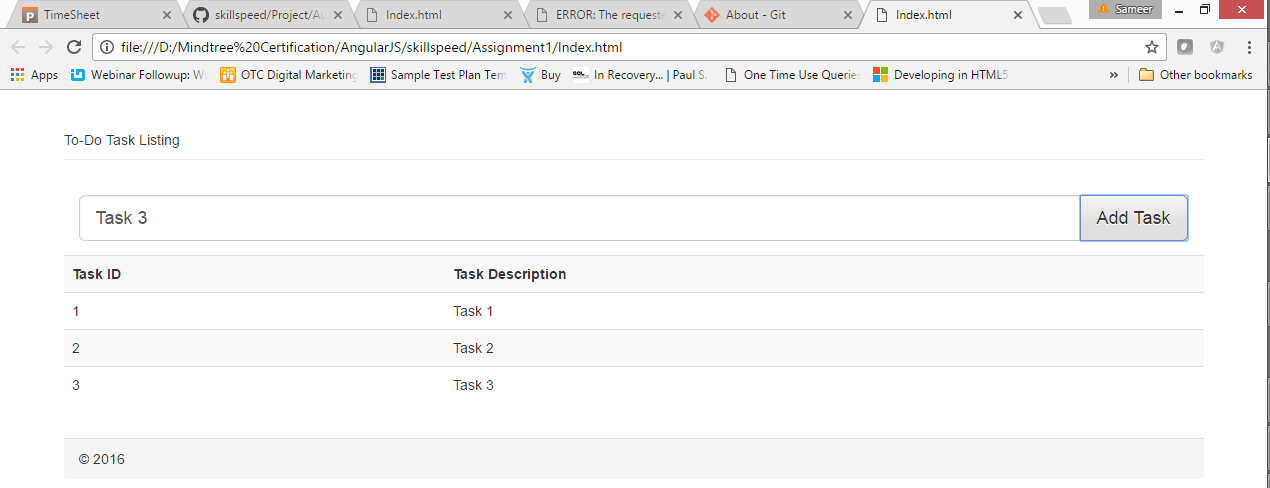 TimeSheet skillspeed/Project/Au Index.html ERROR: The requeste About - Git Index.html Sameer
file:///D:/Mindtree%20Certification/AngularJS/skillspeed/Assignment1/Index.html
Apps Webinar Followup: W OTC Digital Marketing Sample Test Plan Tem Buy In Recovery... | Paul S. One Time Use Querie Developing in HTML5 » Other bookmarks
To-Do Task Listing
Task 3 Add Task
Task ID Task Description
1 Task 1
2 Task 2
3 Task 3
© 2016